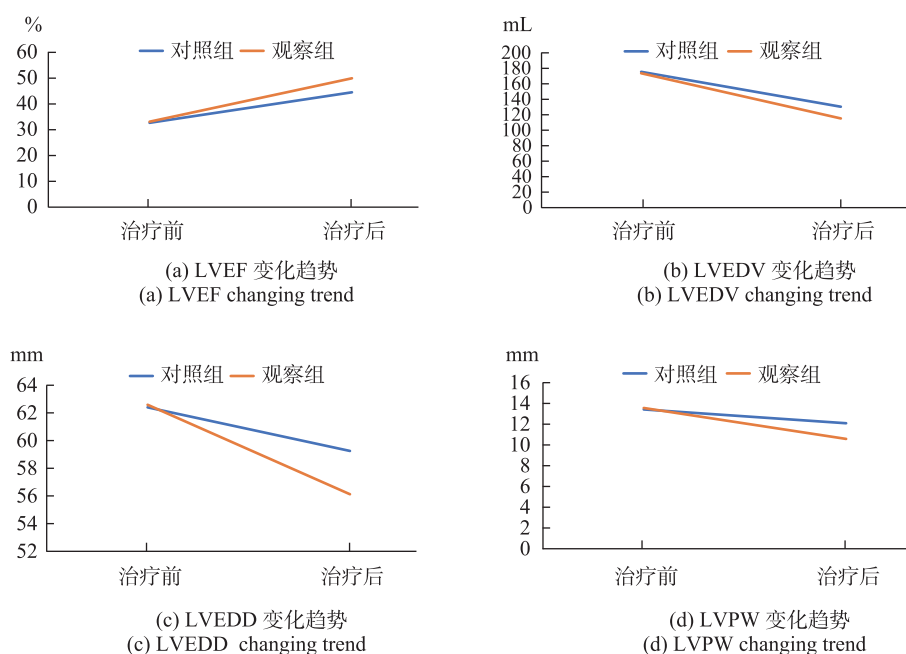 %
60
50
40
30
20
10
0
对照组 观察组
治疗前 治疗后
(a) LVEF 变化趋势
(a) LVEF changing trend
mL
200
180
160
140
120
100
80
60
40
20
0
对照组 观察组
治疗前 治疗后
(b) LVEDV 变化趋势
(b) LVEDV changing trend
mm
64
62
60
58
56
54
52
对照组 观察组
治疗前 治疗后
(c) LVEDD 变化趋势
(c) LVEDD changing trend
mm
16
14
12
10
8
6
4
2
0
对照组 观察组
治疗前 治疗后
(d) LVPW 变化趋势
(d) LVPW changing trend